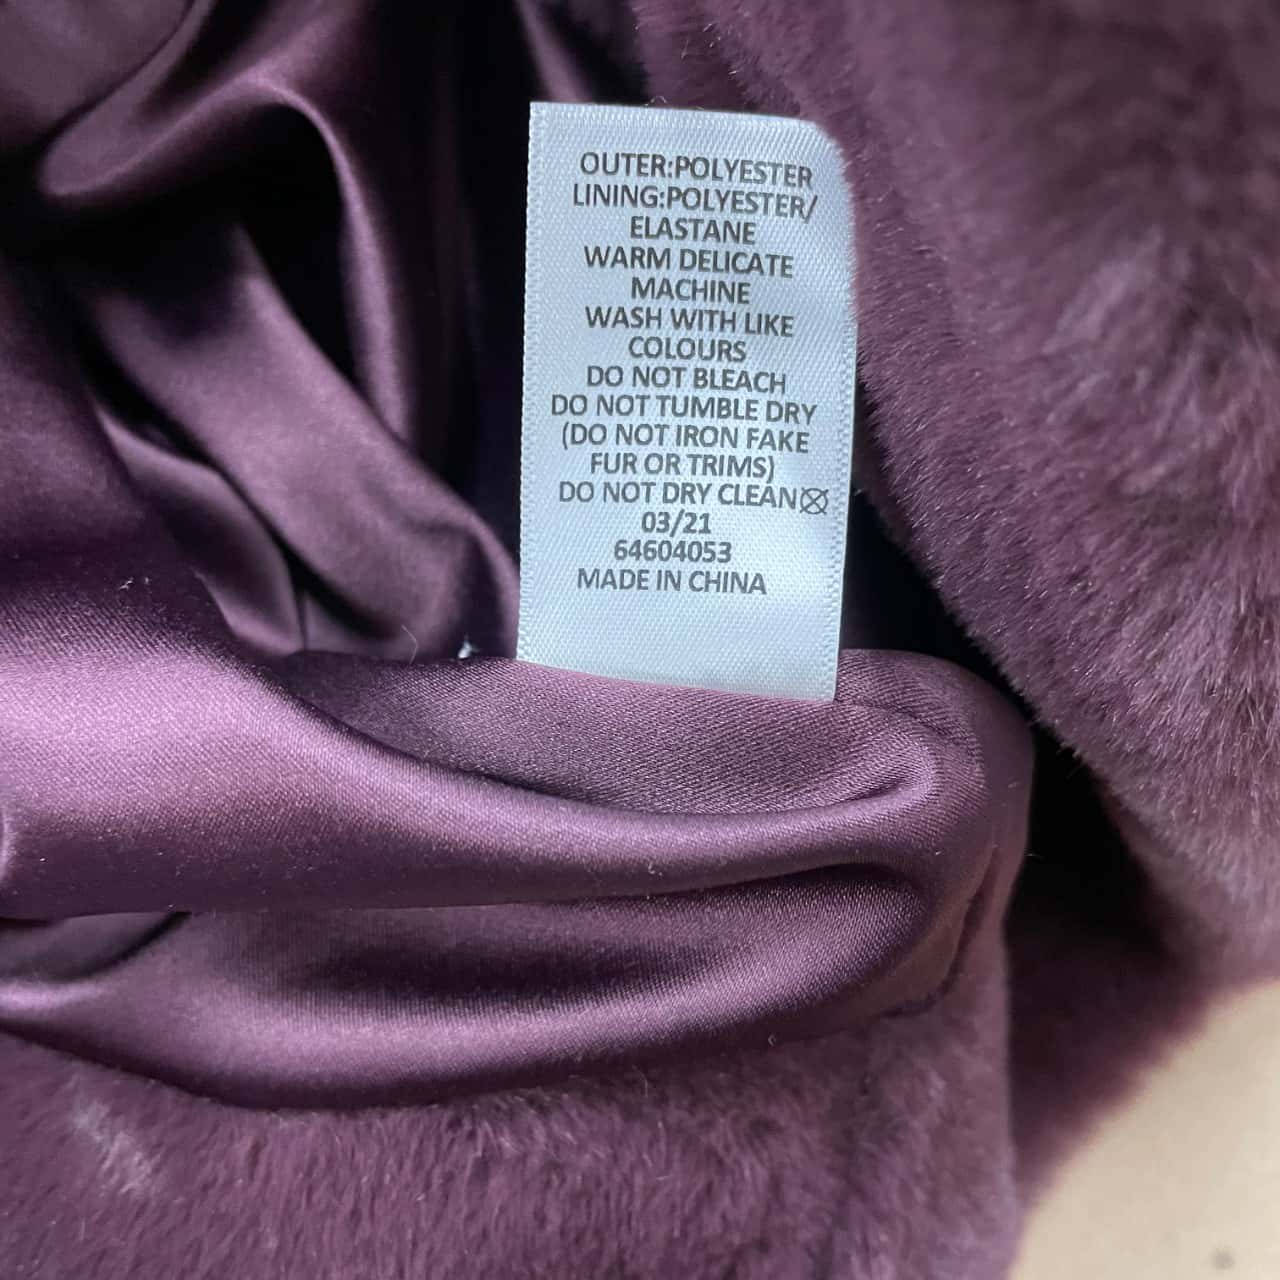 OUTER:POLYESTER
LINING:POLYESTER/
ELASTANE
WARM DELICATE
MACHINE
WASH WITH LIKE
COLOURS
DO NOT BLEACH
DO NOT TUMBLE DRY
(DO NOT IRON FAKE
FUR OR TRIMS)
DO NOT DRY CLEAN
03/21
64604053
MADE IN CHINA